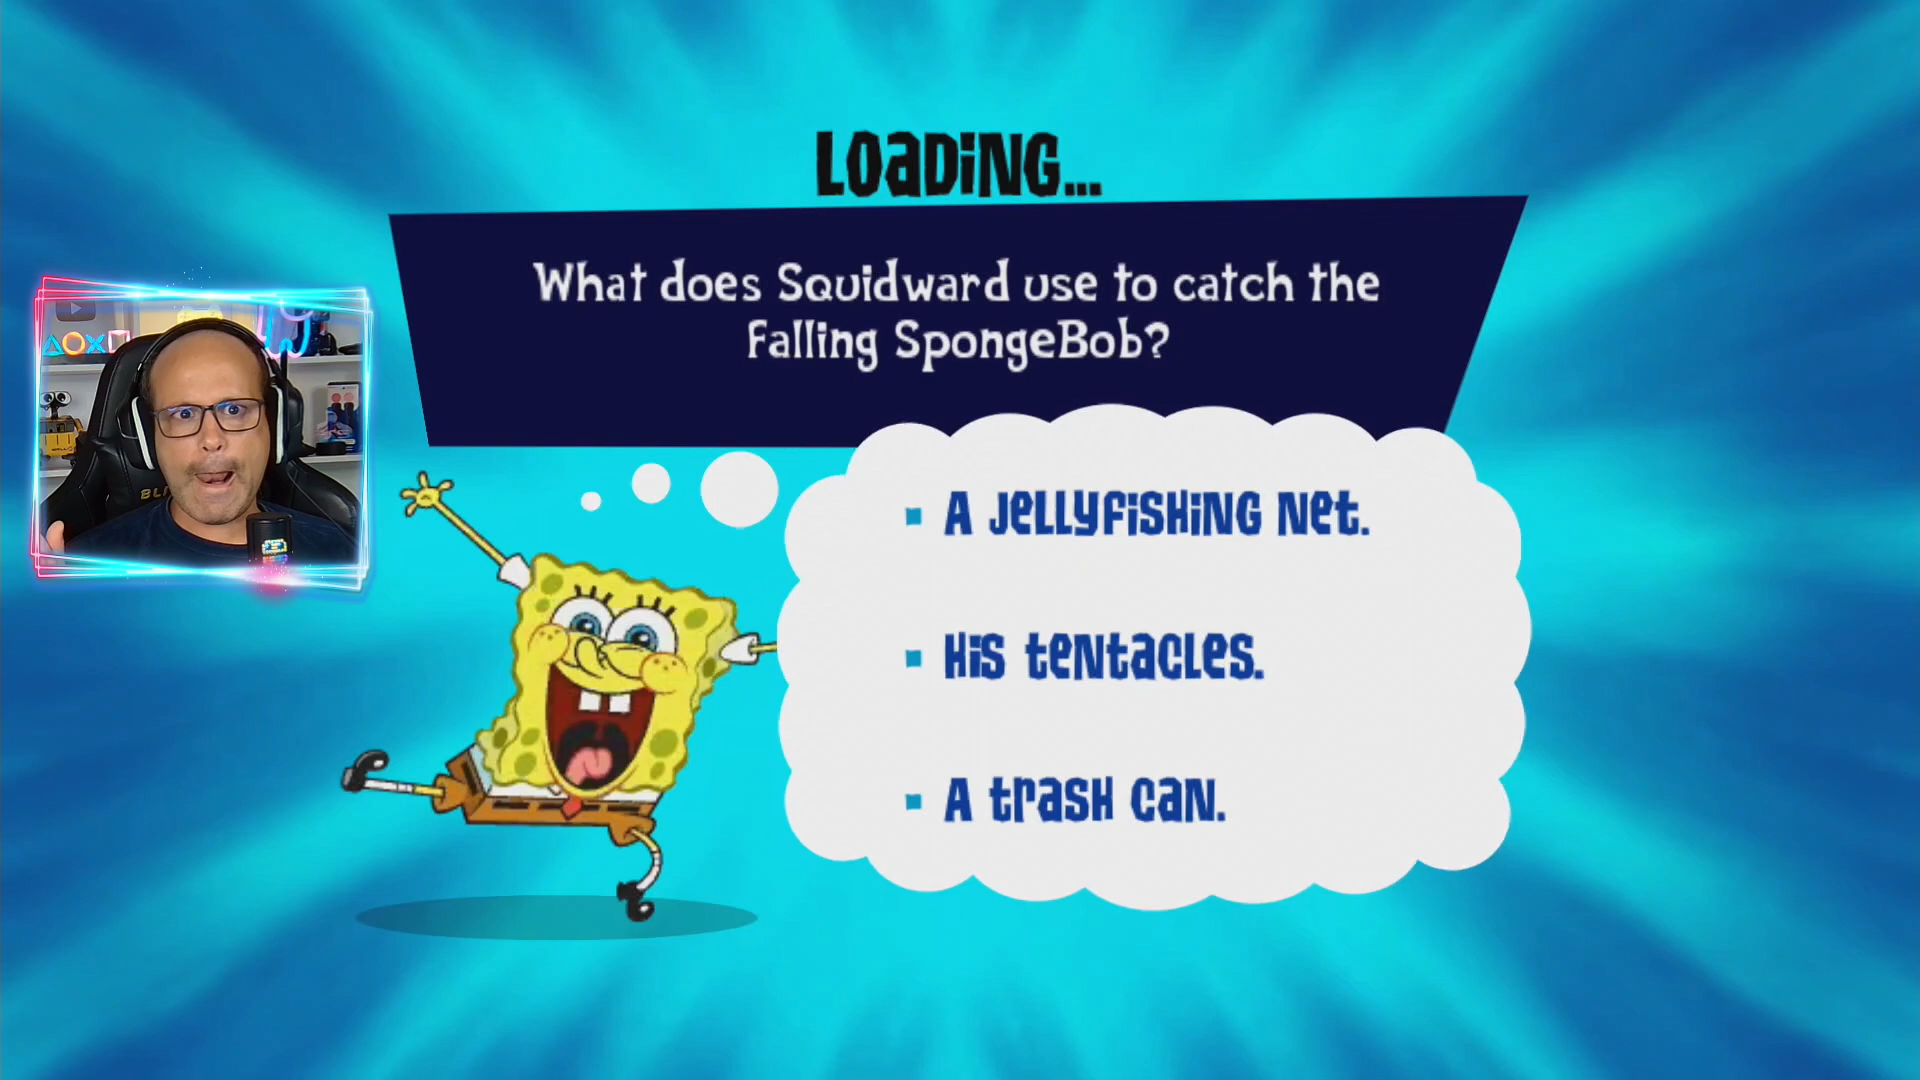 LOADING...
What does Squidward use to catch the
Falling SpongeBob?
A Jellyfishing Net.
His tentacles.
A trash can.